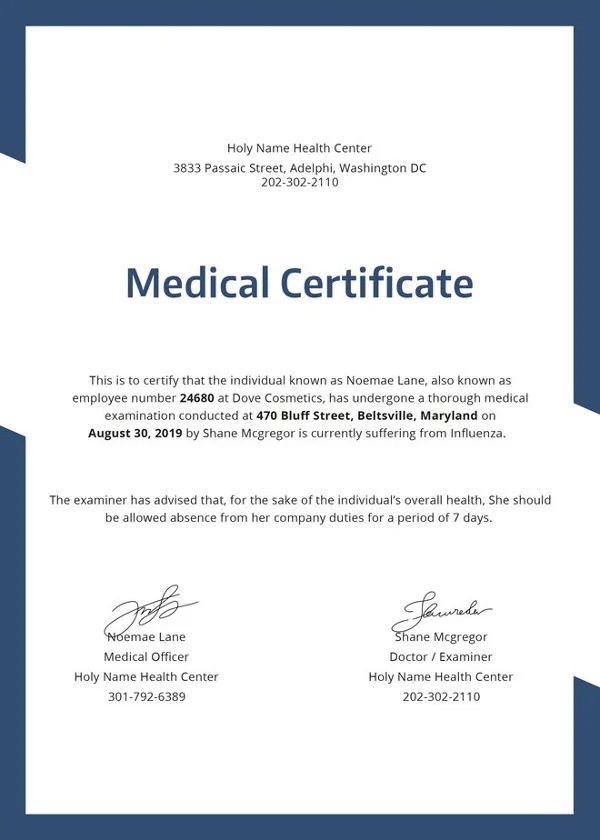 Holy Name Health Center
3833 Passaic Street, Adelphi, Washington DC
202-302-2110
Medical Certificate
This is to certify that the individual known as Noemae Lane, also known as
employee number 24680 at Dove Cosmetics, has undergone a thorough medical
examination conducted at 470 Bluff Street, Beltsville, Maryland on
August 30, 2019 by Shane Mcgregor is currently suffering from Influenza.
The examiner has advised that, for the sake of the individual’s overall health, She should
be allowed absence from her company duties for a period of 7 days.
Noemae Lane
Medical Officer
Holy Name Health Center
301-792-6389
Shane Mcgregor
Doctor / Examiner
Holy Name Health Center
202-302-2110